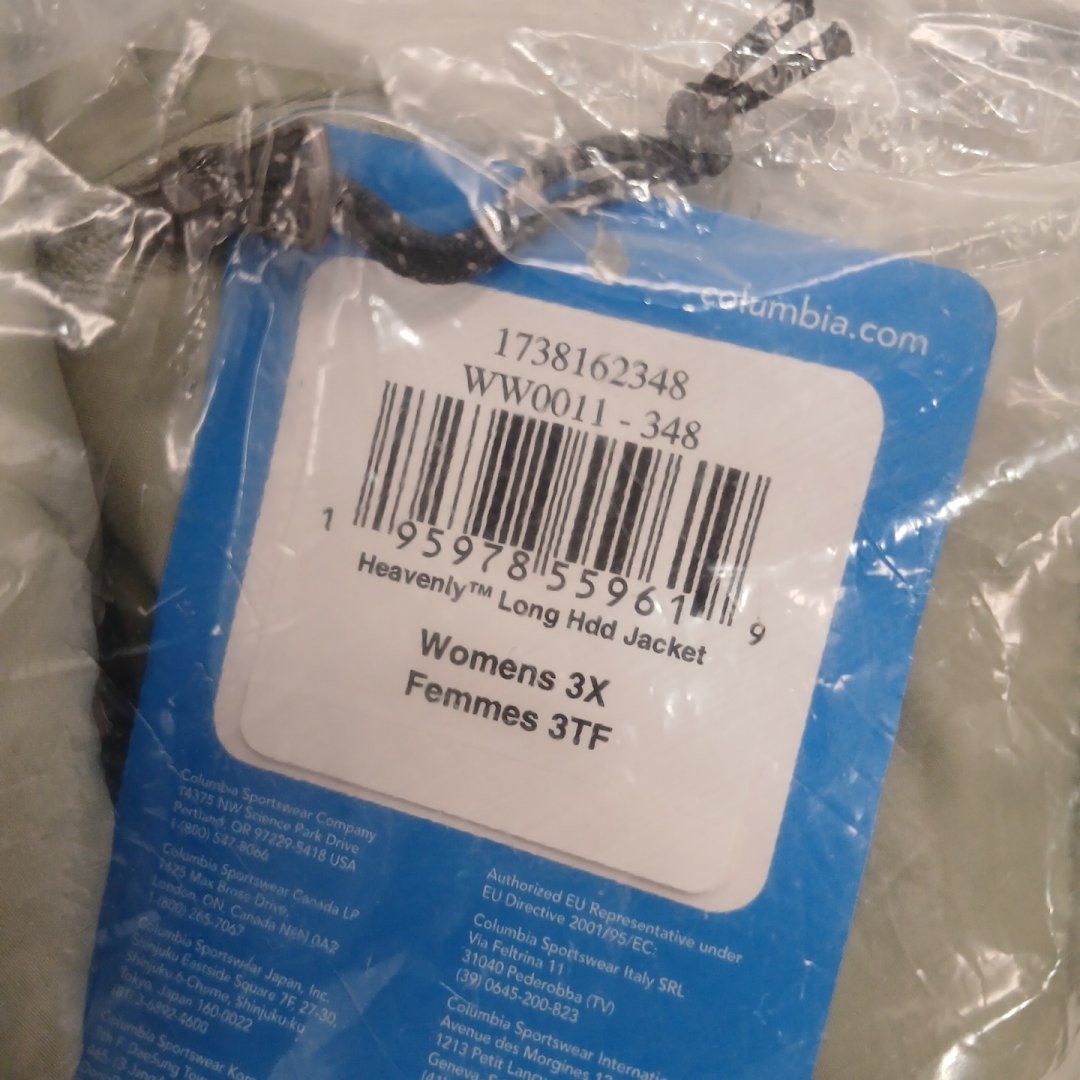 columbia.com
1738162348
WW0011 - 348
1 95978 55961 9
Heavenly™ Long Hdd Jacket
Womens 3X
Femmes 3TF
Columbia Sportswear Company
14375 NW Science Park Drive
Portland, OR 97229-5418 USA
1-(800) 547-8066
Columbia Sportswear Canada LP
1425 Max Brose Drive,
London, ON, Canada N6N 0A2
1-(800) 265-7067
Columbia Sportswear Japan, Inc.
Shinjuku Eastside Square 7F, 27-30,
Shinjuku 6-Chome, Shinjuku-ku
Tokyo, Japan 160-0022
Columbia Sportswear
Authorized EU Representative under
EU Directive 2001/95/EC:
Columbia Sportswear Italy SRL
Via Feltrina 11
31040 Pederobba (TV)
(39) 0645-200-823
Columbia Sportswear
Avenue des Morgines 12
1213 Petit
Geneva,